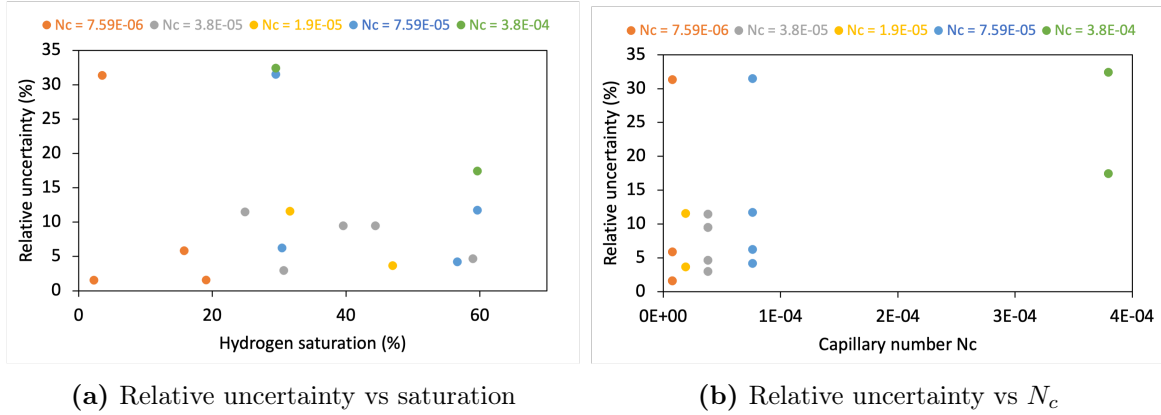 Nc = 7.59E-06 Nc = 3.8E-05 Nc = 1.9E-05 Nc = 7.59E-05 Nc = 3.8E-04
35
30
25
20
15
10
5
0
Relative uncertainty (%)
0 20 40 60
Hydrogen saturation (%)
(a) Relative uncertainty vs saturation
Nc = 7.59E-06 Nc = 3.8E-05 Nc = 1.9E-05 Nc = 7.59E-05 Nc = 3.8E-04
35
30
25
20
15
10
5
0
Relative uncertainty (%)
0E+00 1E-04 2E-04 3E-04 4E-04
Capillary number Nc
(b) Relative uncertainty vs N_c